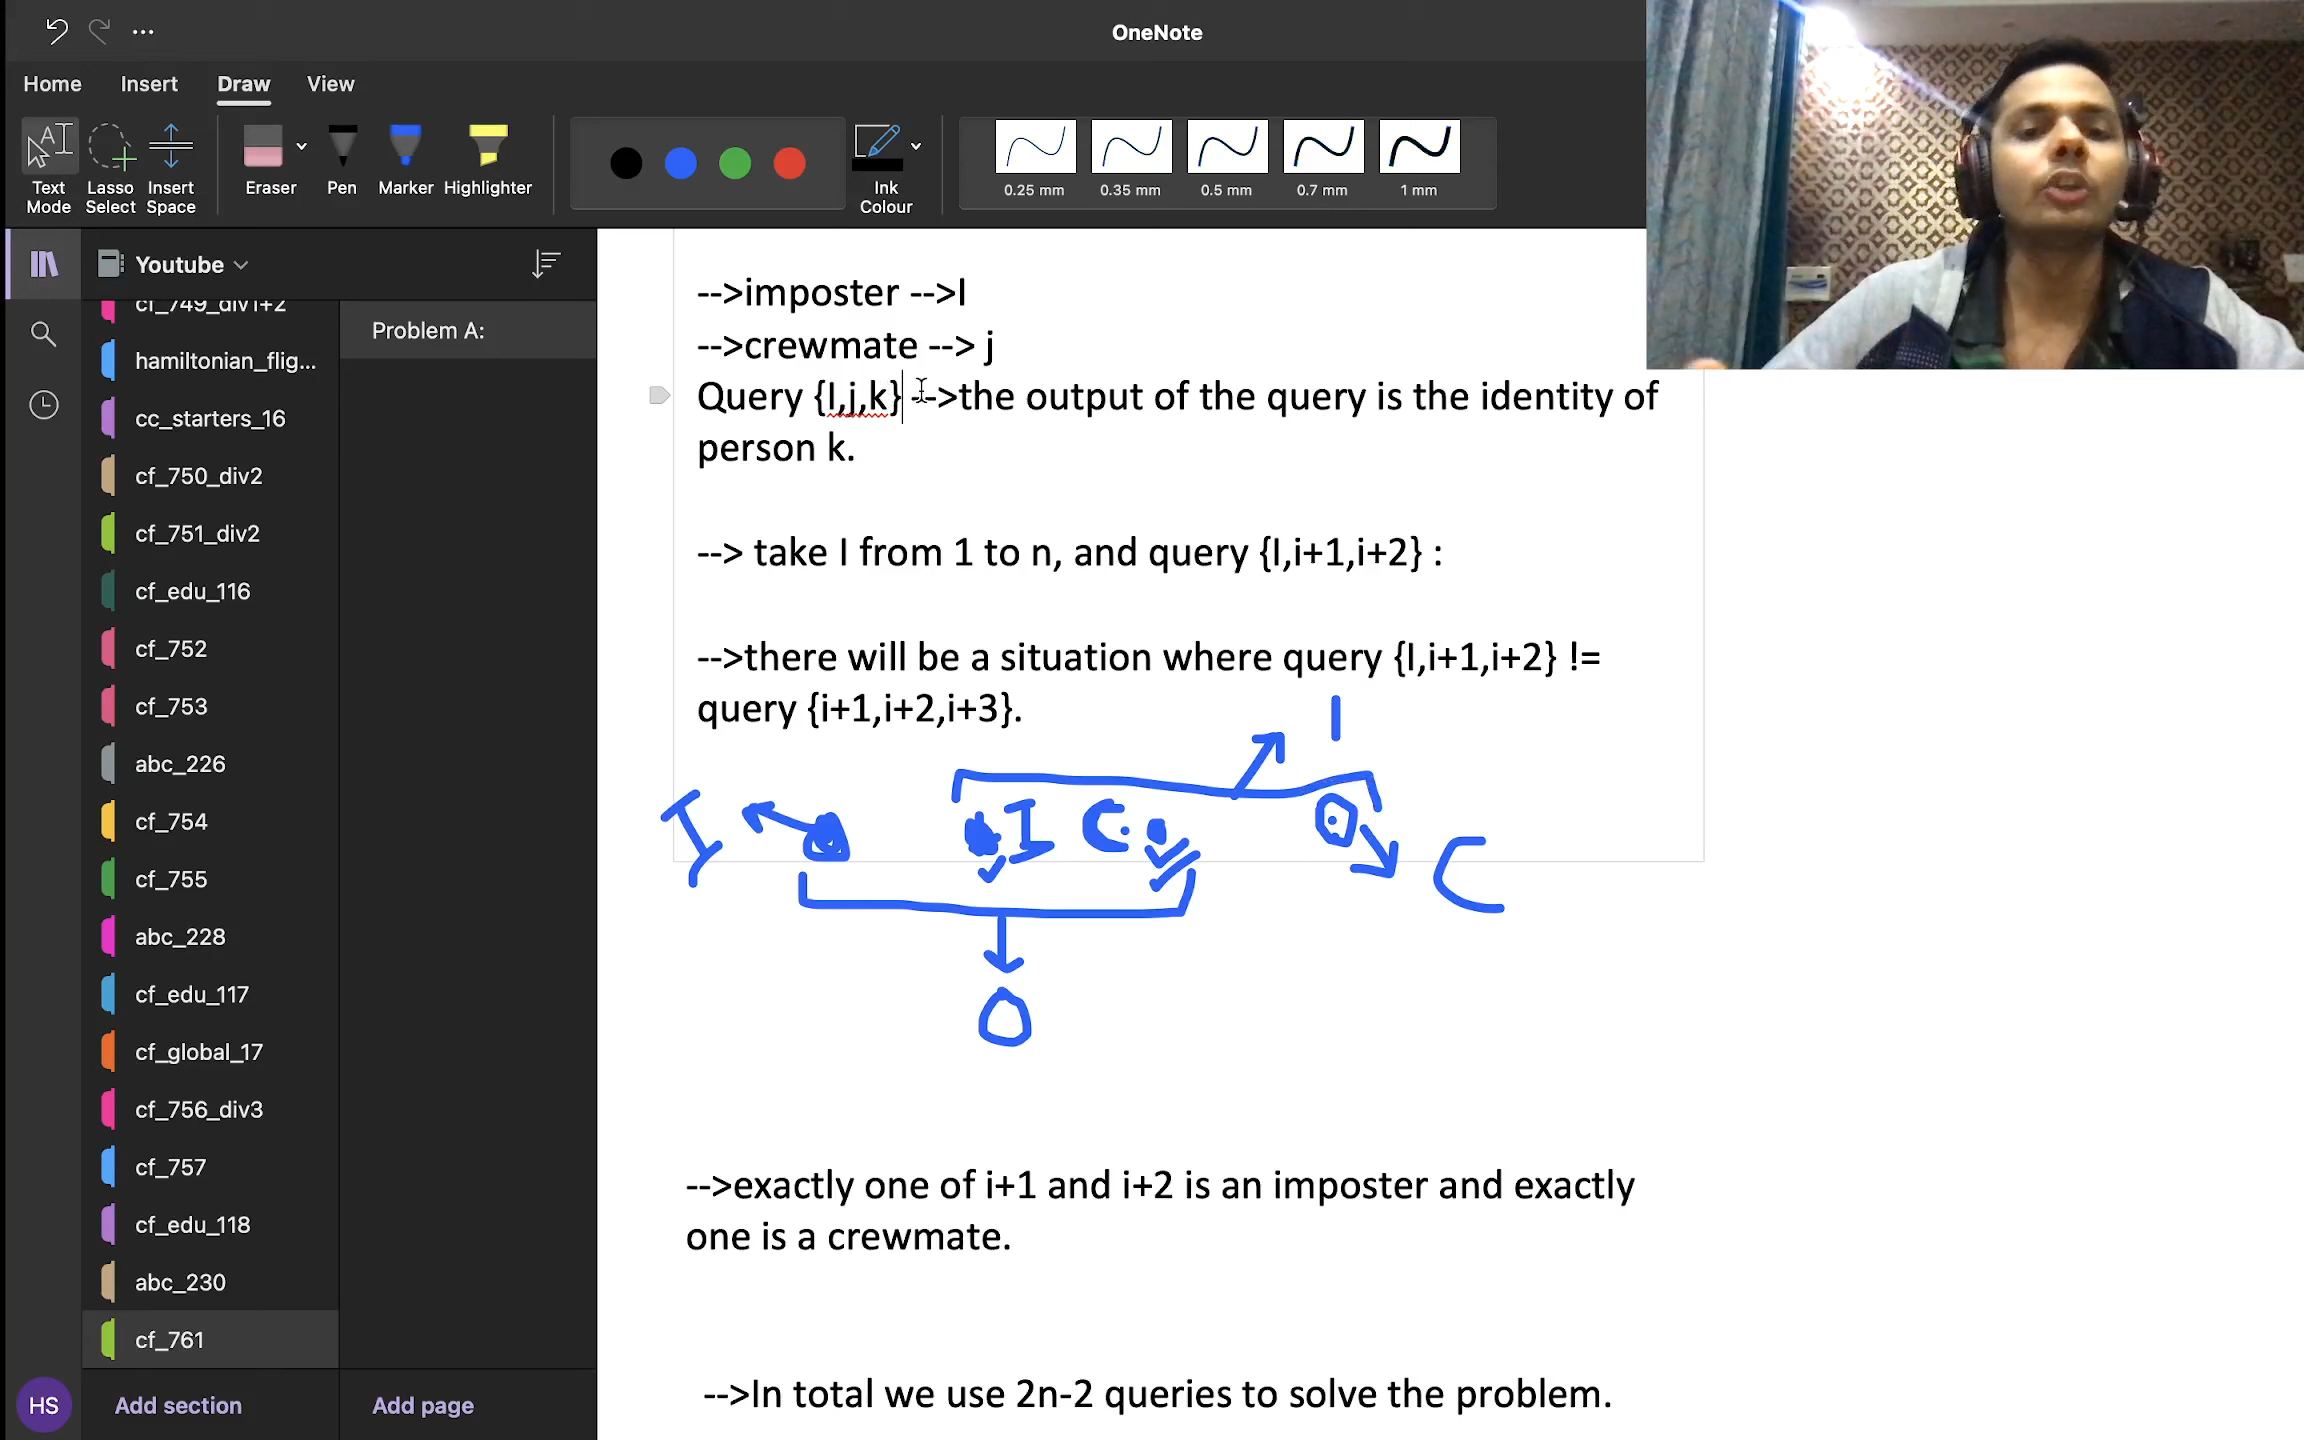 OneNote
Home Insert Draw View
Text Mode
Lasso Select
Insert Space
Eraser
Pen
Marker
Highlighter
Ink Colour
0.25 mm
0.35 mm
0.5 mm
0.7 mm
1 mm
Youtube
cf_749_div1+2
hamiltonian_flig...
cc_starters_16
cf_750_div2
cf_751_div2
cf_edu_116
cf_752
cf_753
abc_226
cf_754
cf_755
abc_228
cf_edu_117
cf_global_17
cf_756_div3
cf_757
cf_edu_118
abc_230
cf_761
HS
Add section
Problem A:
Add page
-->imposter -->I
-->crewmate --> j
Query {I,j,k} -->the output of the query is the identity of
person k.
--> take I from 1 to n, and query {I,i+1,i+2} :
-->there will be a situation where query {I,i+1,i+2} !=
query {i+1,i+2,i+3}.
1
I I C C
0
-->exactly one of i+1 and i+2 is an imposter and exactly
one is a crewmate.
-->In total we use 2n-2 queries to solve the problem.